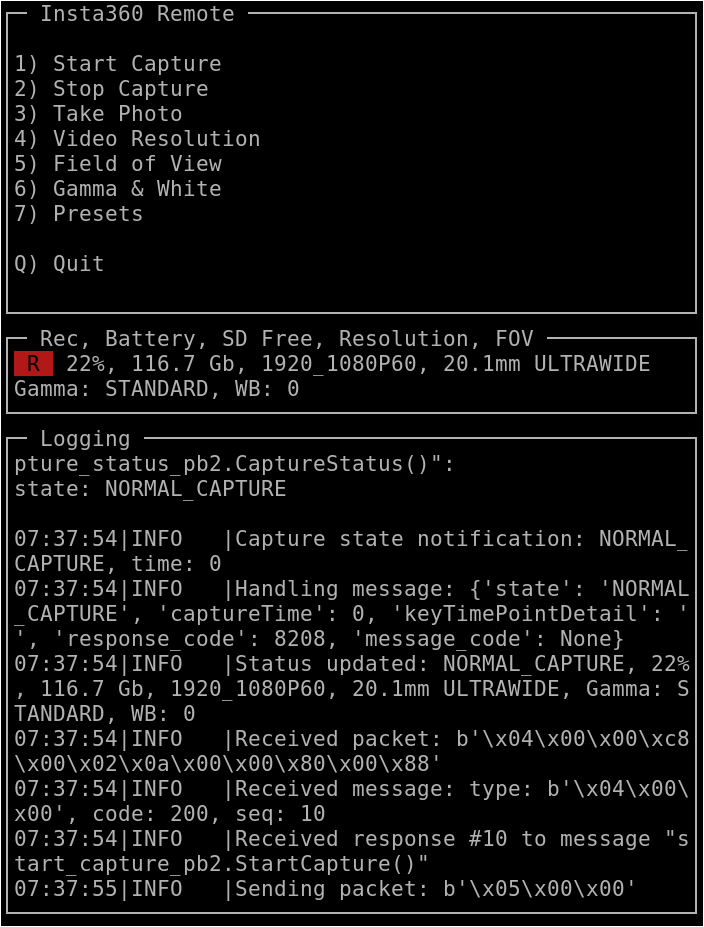 Insta360 Remote
1) Start Capture
2) Stop Capture
3) Take Photo
4) Video Resolution
5) Field of View
6) Gamma & White
7) Presets
Q) Quit
Rec, Battery, SD Free, Resolution, FOV
R 22%, 116.7 Gb, 1920_1080P60, 20.1mm ULTRAWIDE
Gamma: STANDARD, WB: 0
Logging
pture_status_pb2.CaptureStatus()":
state: NORMAL_CAPTURE
07:37:54|INFO   |Capture state notification: NORMAL_
CAPTURE, time: 0
07:37:54|INFO   |Handling message: {'state': 'NORMAL
_CAPTURE', 'captureTime': 0, 'keyTimePointDetail': '
', 'response_code': 8208, 'message_code': None}
07:37:54|INFO   |Status updated: NORMAL_CAPTURE, 22%
, 116.7 Gb, 1920_1080P60, 20.1mm ULTRAWIDE, Gamma: S
TANDARD, WB: 0
07:37:54|INFO   |Received packet: b'\x04\x00\x00\xc8
\x00\x02\x0a\x00\x00\x80\x00\x88'
07:37:54|INFO   |Received message: type: b'\x04\x00\
x00', code: 200, seq: 10
07:37:54|INFO   |Received response #10 to message "s
tart_capture_pb2.StartCapture()"
07:37:55|INFO   |Sending packet: b'\x05\x00\x00'